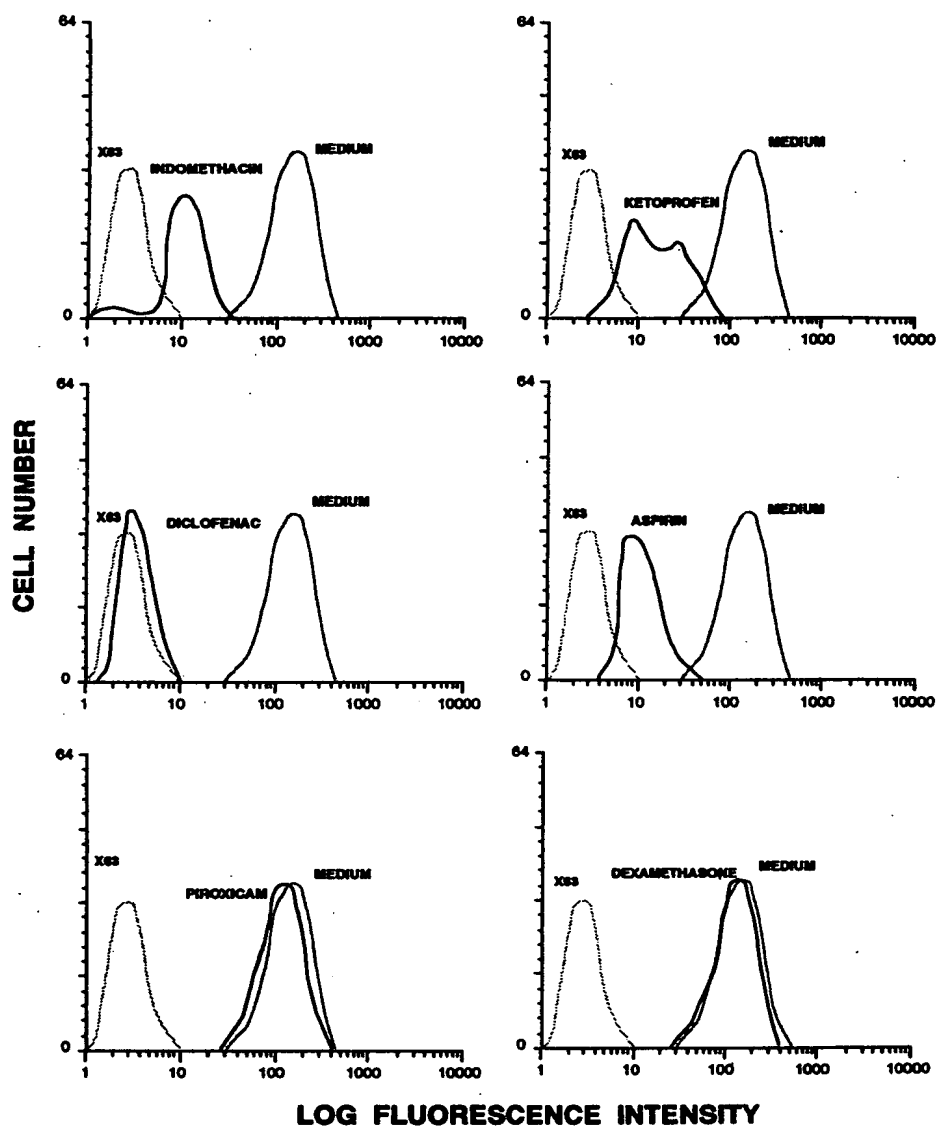 64
X63
INDOMETHACIN
MEDIUM
0
1 10 100 1000 10000
64
X63
KETOPROFEN
MEDIUM
0
1 10 100 1000 10000
64
X63
DICLOFENAC
MEDIUM
0
1 10 100 1000 10000
64
X63
ASPIRIN
MEDIUM
0
1 10 100 1000 10000
64
X63
PIROXICAM
MEDIUM
0
1 10 100 1000 10000
64
X63
DEXAMETHASONE
MEDIUM
0
1 10 100 1000 10000
CELL NUMBER
LOG FLUORESCENCE INTENSITY